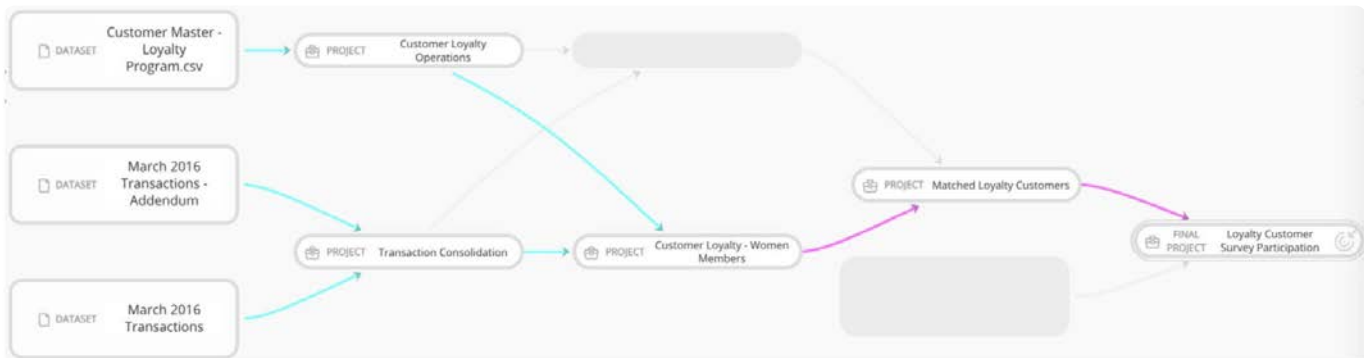 DATASET
Customer Master -
Loyalty
Program.csv
PROJECT
Customer Loyalty
Operations
DATASET
March 2016
Transactions -
Addendum
PROJECT
Matched Loyalty Customers
PROJECT
Transaction Consolidation
PROJECT
Customer Loyalty - Women
Members
FINAL
PROJECT
Loyalty Customer
Survey Participation
DATASET
March 2016
Transactions